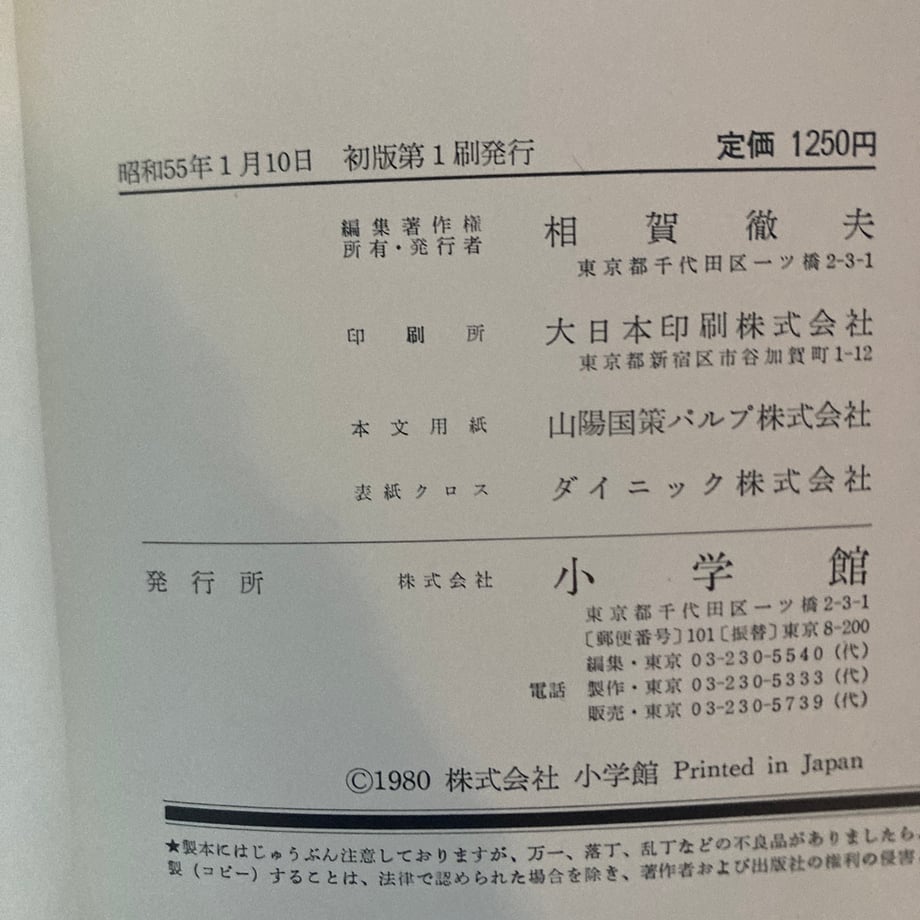 昭和55年1月10日 初版第1刷発行 定価 1250円
編集著作権
所有・発行者 相賀徹夫
東京都千代田区一ツ橋2-3-1
印刷所 大日本印刷株式会社
東京都新宿区市谷加賀町1-12
本文用紙 山陽国策パルプ株式会社
表紙クロス ダイニック株式会社
発行所 株式会社 小学館
東京都千代田区一ツ橋2-3-1
〔郵便番号〕101〔振替〕東京8-200
編集・東京 03-230-5540（代）
電話 製作・東京 03-230-5333（代）
販売・東京 03-230-5739（代）
©1980 株式会社 小学館 Printed in Japan
★製本にはじゅうぶん注意しておりますが、万一、落丁、乱丁などの不良品がありましたら
製（コピー）することは、法律で認められた場合を除き、著作者および出版社の権利の侵害